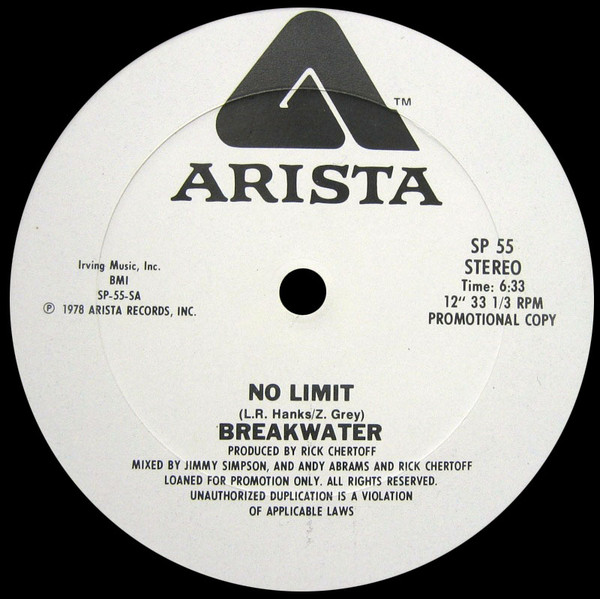 TM
ARISTA
Irving Music, Inc.
BMI
SP-55-SA
℗ 1978 ARISTA RECORDS, INC.
SP 55
STEREO
Time: 6:33
12" 33 1/3 RPM
PROMOTIONAL COPY
NO LIMIT
(L.R. Hanks/Z. Grey)
BREAKWATER
PRODUCED BY RICK CHERTOFF
MIXED BY JIMMY SIMPSON, AND ANDY ABRAMS AND RICK CHERTOFF
LOANED FOR PROMOTION ONLY. ALL RIGHTS RESERVED.
UNAUTHORIZED DUPLICATION IS A VIOLATION
OF APPLICABLE LAWS